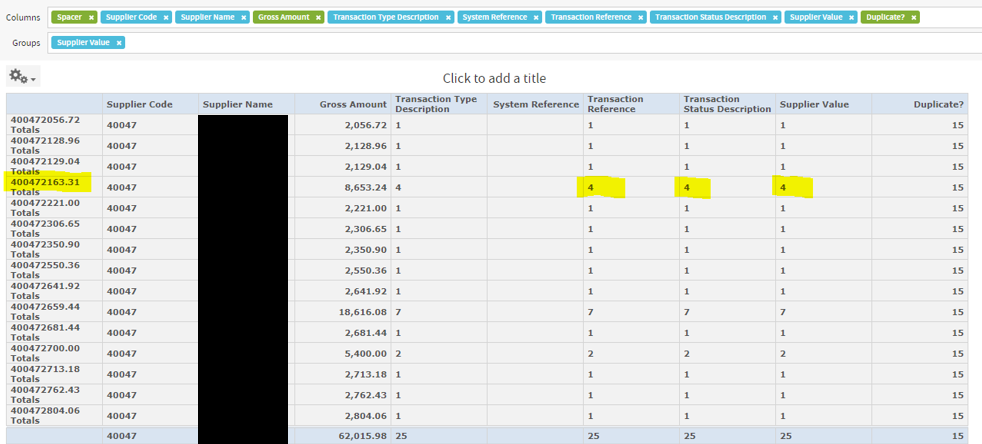 Columns Spacer × Supplier Code × Supplier Name × Gross Amount × Transaction Type Description × System Reference × Transaction Reference × Transaction Status Description × Supplier Value × Duplicate? ×
Groups Supplier Value ×
Click to add a title
Supplier Code Supplier Name Gross Amount Transaction Type Description System Reference Transaction Reference Transaction Status Description Supplier Value Duplicate?
400472056.72 Totals 40047 2,056.72 1 1 1 1 15
400472128.96 Totals 40047 2,128.96 1 1 1 1 15
400472129.04 Totals 40047 2,129.04 1 1 1 1 15
400472163.31 Totals 40047 8,653.24 4 4 4 4 15
400472221.00 Totals 40047 2,221.00 1 1 1 1 15
400472306.65 Totals 40047 2,306.65 1 1 1 1 15
400472350.90 Totals 40047 2,350.90 1 1 1 1 15
400472550.36 Totals 40047 2,550.36 1 1 1 1 15
400472641.92 Totals 40047 2,641.92 1 1 1 1 15
400472659.44 Totals 40047 18,616.08 7 7 7 7 15
400472681.44 Totals 40047 2,681.44 1 1 1 1 15
400472700.00 Totals 40047 5,400.00 2 2 2 2 15
400472713.18 Totals 40047 2,713.18 1 1 1 1 15
400472762.43 Totals 40047 2,762.43 1 1 1 1 15
400472804.06 Totals 40047 2,804.06 1 1 1 1 15
40047 62,015.98 25 25 25 25 15